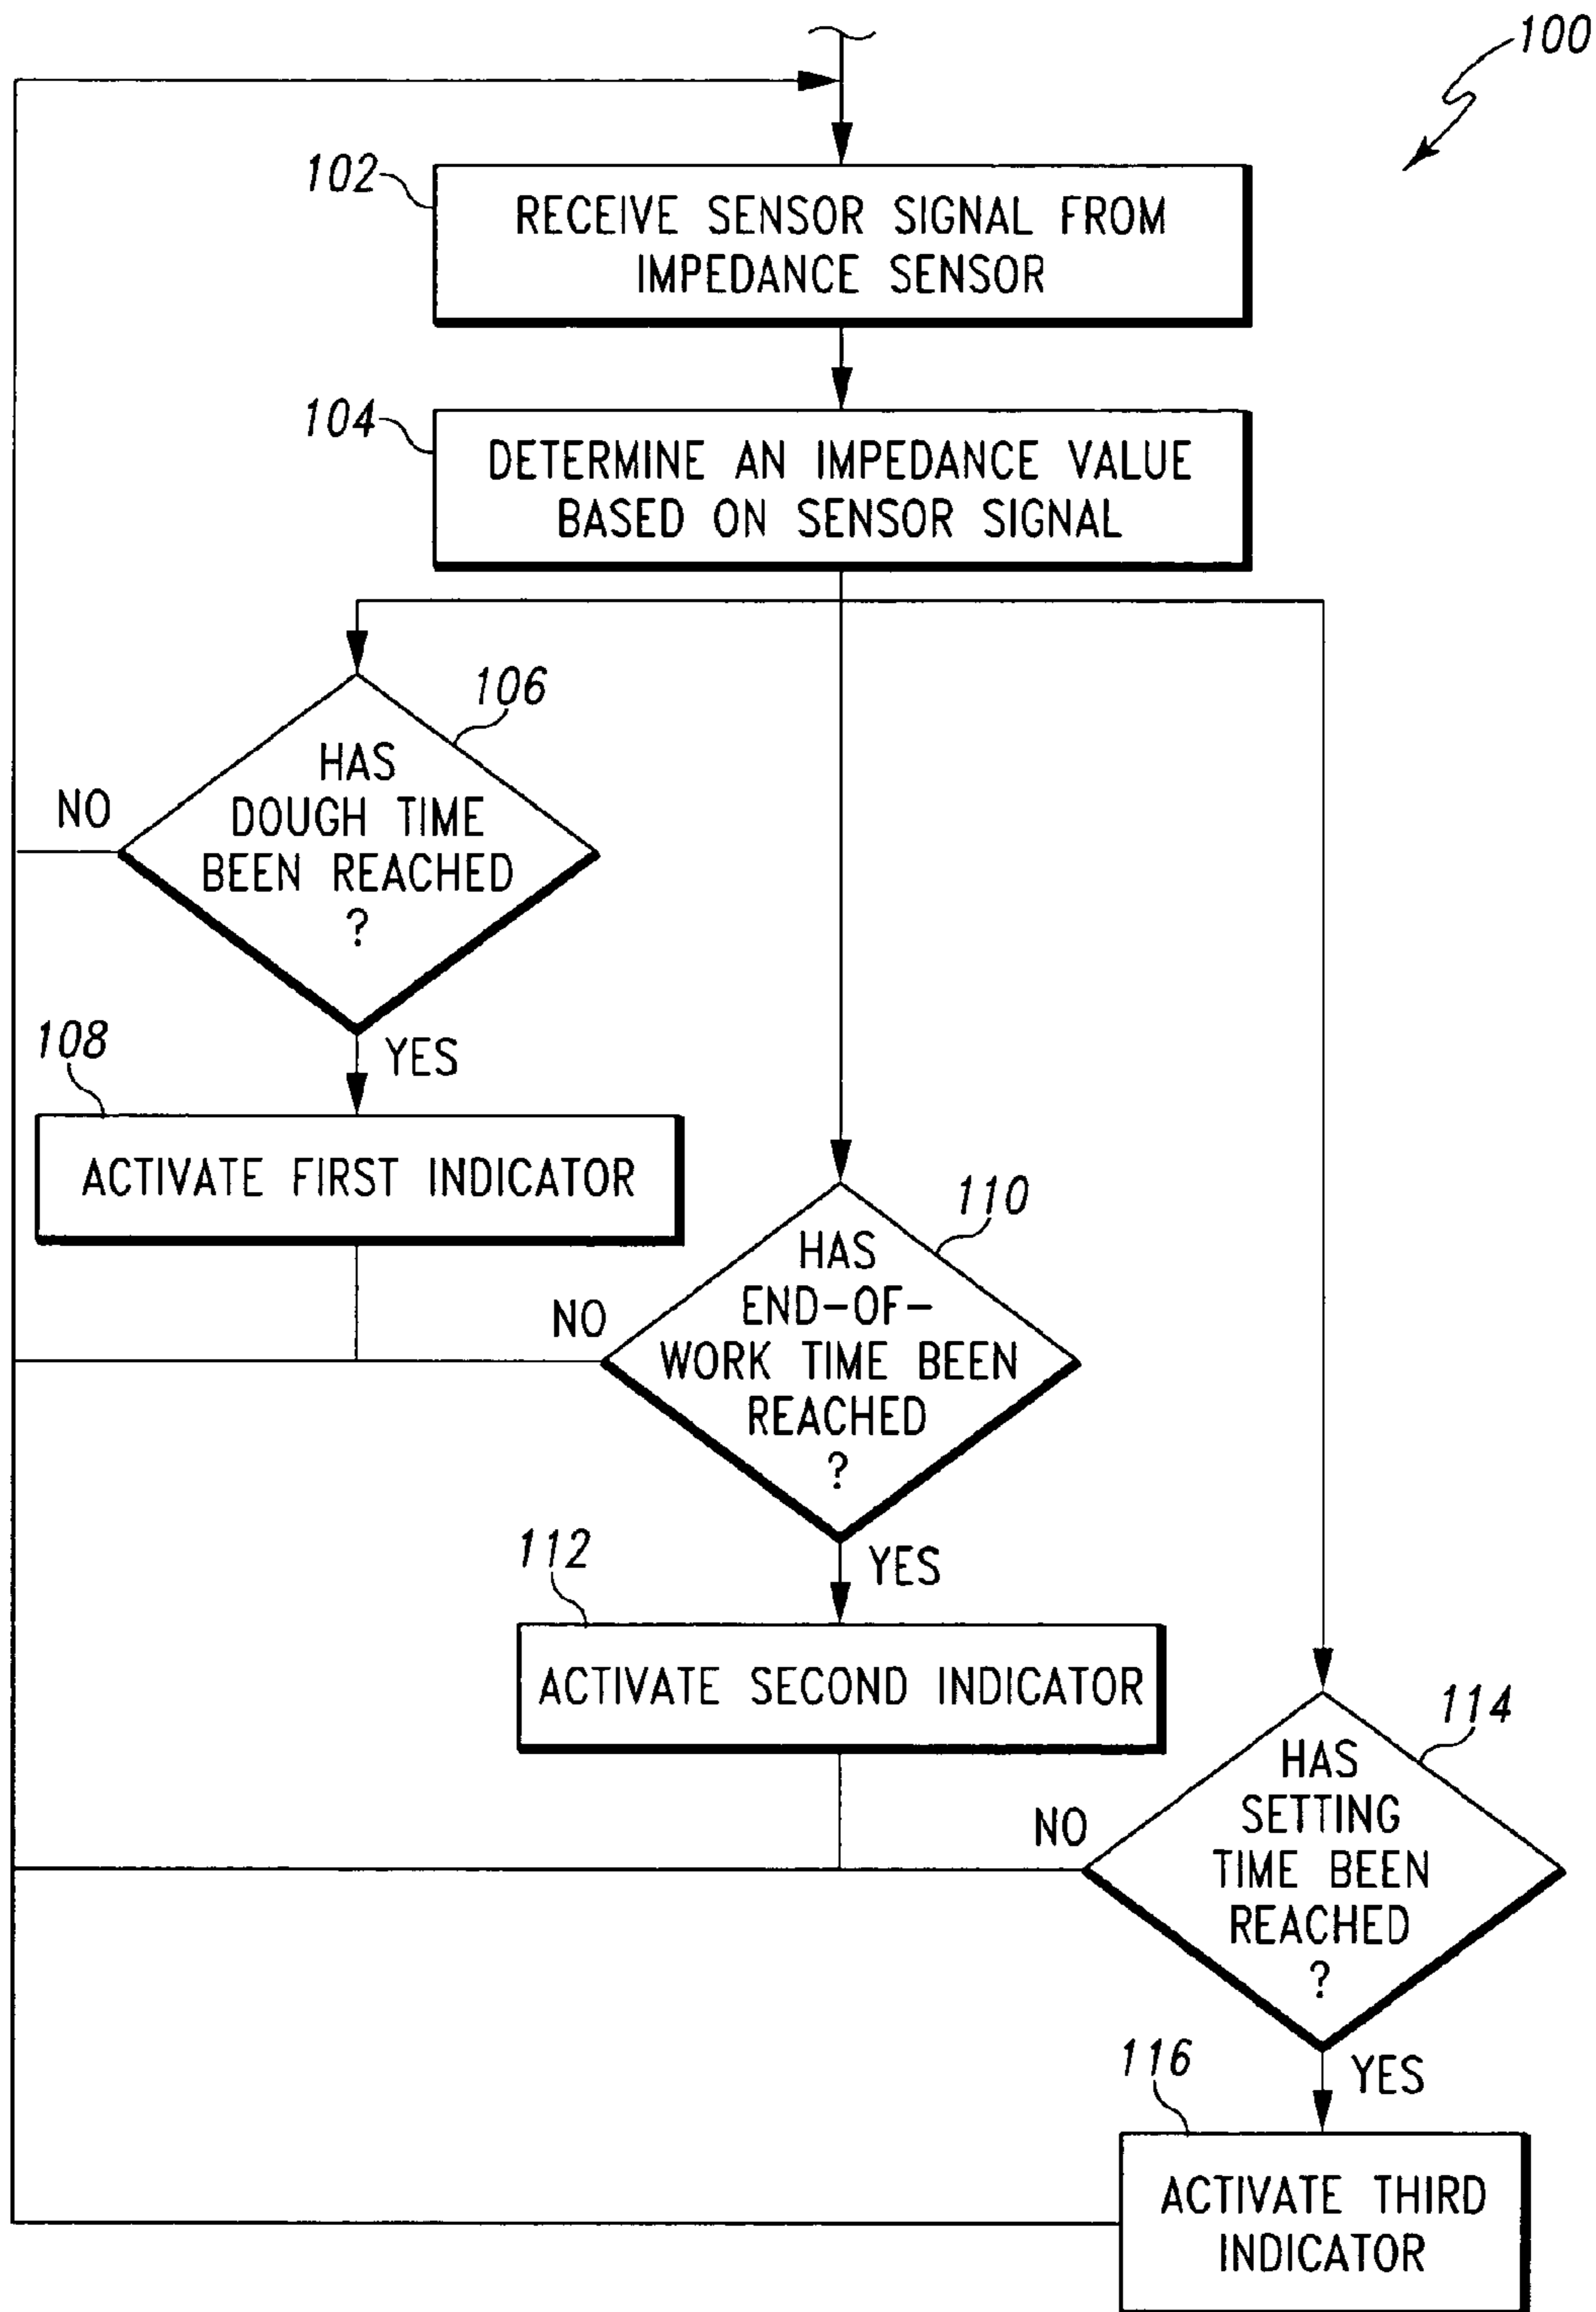 100
102
RECEIVE SENSOR SIGNAL FROM
IMPEDANCE SENSOR
104
DETERMINE AN IMPEDANCE VALUE
BASED ON SENSOR SIGNAL
106
HAS
DOUGH TIME
BEEN REACHED
?
NO
YES
108
ACTIVATE FIRST INDICATOR
110
HAS
END-OF-
WORK TIME BEEN
REACHED
?
NO
YES
112
ACTIVATE SECOND INDICATOR
114
HAS
SETTING
TIME BEEN
REACHED
?
NO
YES
116
ACTIVATE THIRD
INDICATOR